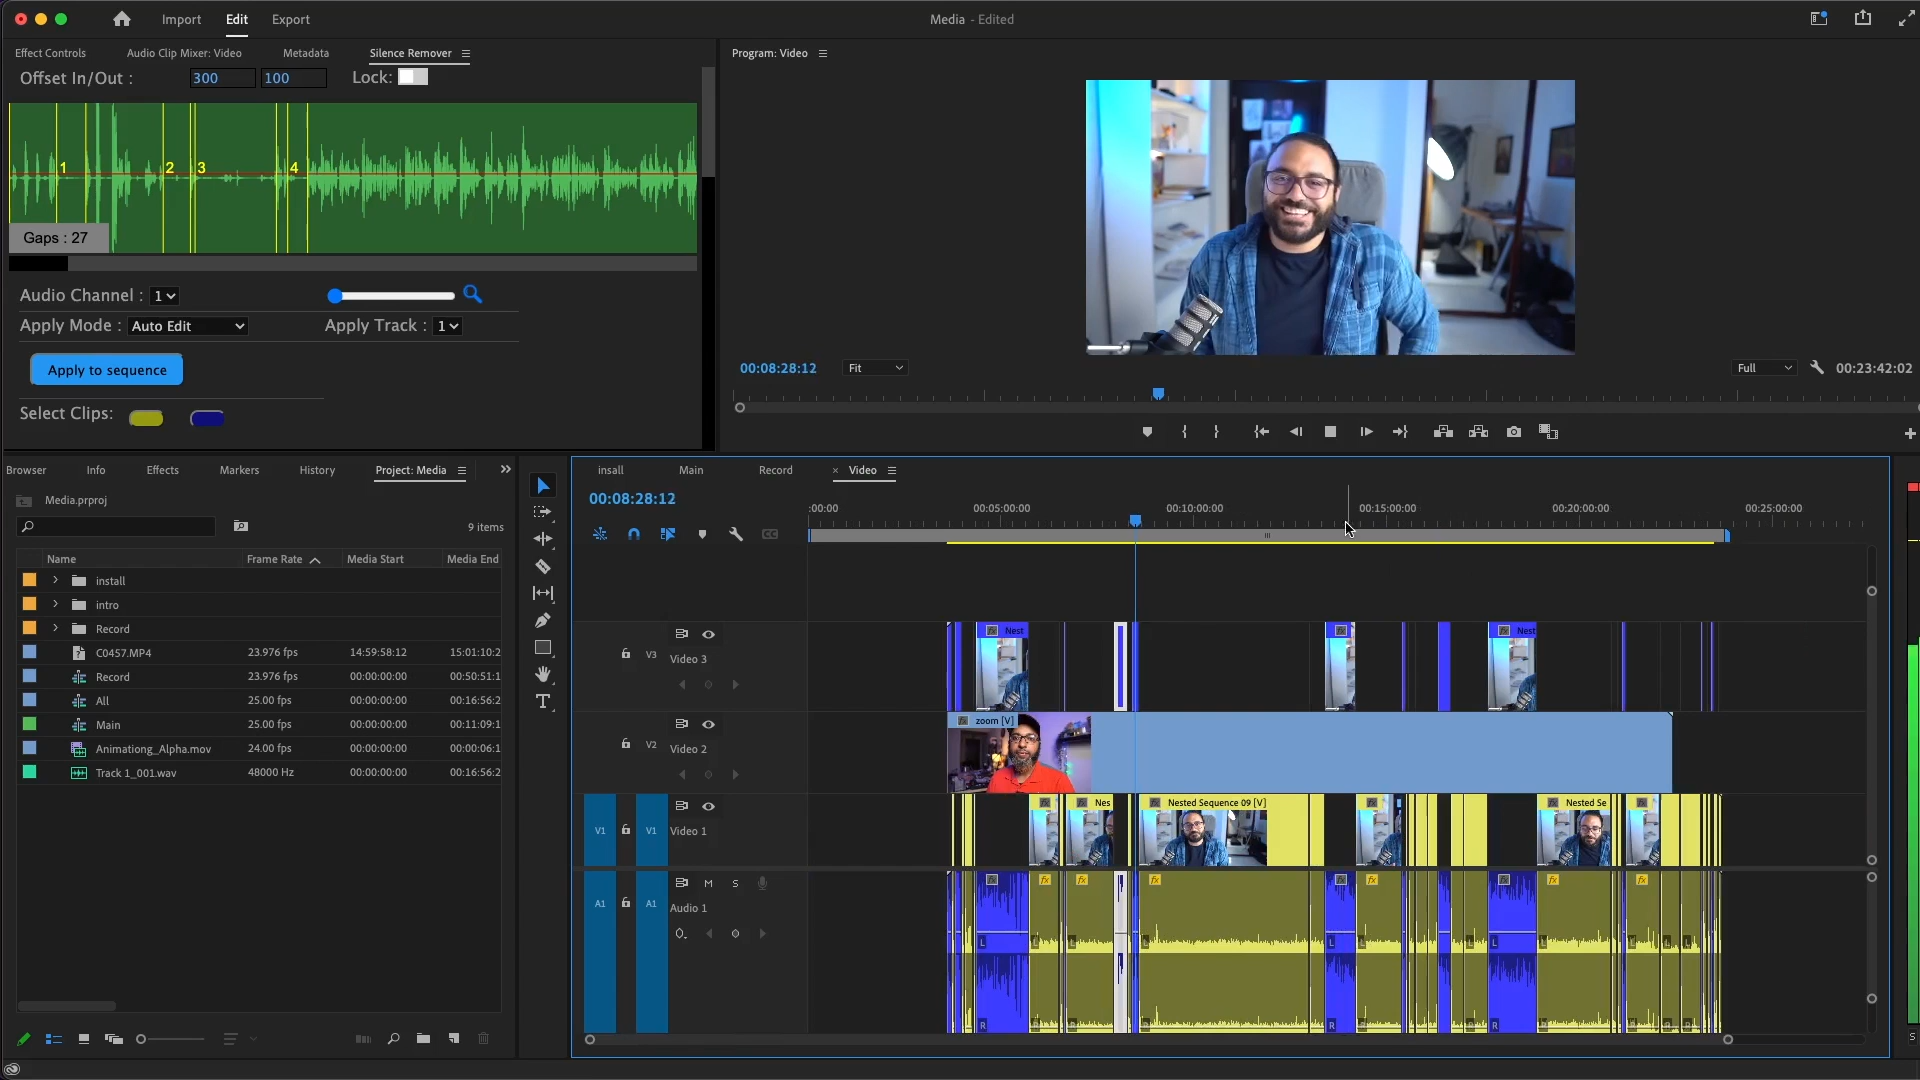 Import Edit Export
Media - Edited
Effect Controls Audio Clip Mixer: Video Metadata Silence Remover
Offset In/Out : 300 100 Lock:
1 2 3 4
Gaps : 27
Audio Channel : 1
Apply Mode : Auto Edit Apply Track : 1
Apply to sequence
Select Clips:
Program: Video
00:08:28:12 Fit Full 00:23:42:02
Browser Info Effects Markers History Project: Media
Media.prproj
9 items
Name Frame Rate Media Start Media End
install
intro
Record
C0457.MP4 23.976 fps 14:59:58:12 15:01:10:2
Record 23.976 fps 00:00:00:00 00:50:51:1
All 25.00 fps 00:00:00:00 00:16:56:2
Main 25.00 fps 00:00:00:00 00:11:09:1
Animationg_Alpha.mov 24.00 fps 00:00:00:00 00:00:06:1
Track 1_001.wav 48000 Hz 00:00:00:00 00:16:56:2
insall Main Record × Video
00:08:28:12
:00:00 00:05:00:00 00:10:00:00 00:15:00:00 00:20:00:00 00:25:00:00
V3 Video 3
Nest Nest
V2 Video 2
zoom [V]
V1 V1 Video 1
Nes Nested Sequence 09 [V] Nested Se
M S
A1 A1 Audio 1
fx fx fx fx fx fx fx fx fx
L L L L L L L L L L
R R R
S